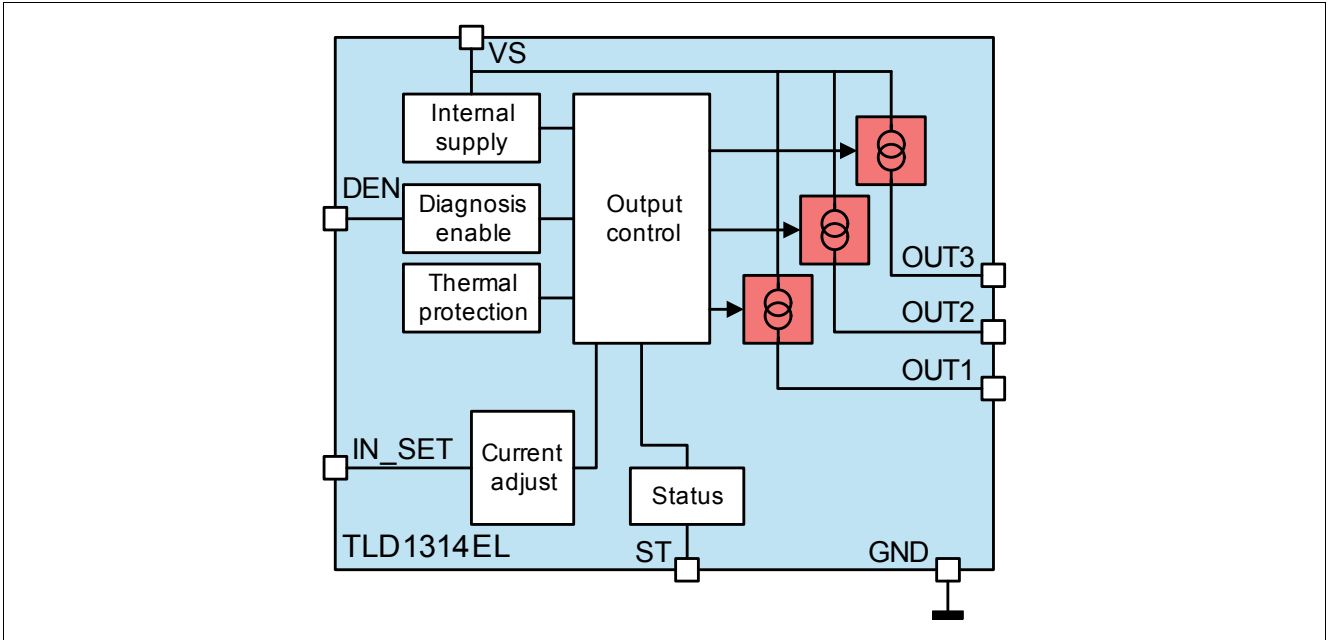 VS
Internal
supply
DEN
Diagnosis
enable
Output
control
Thermal
protection
OUT3
OUT2
OUT1
IN_SET
Current
adjust
Status
TLD1314EL
ST
GND